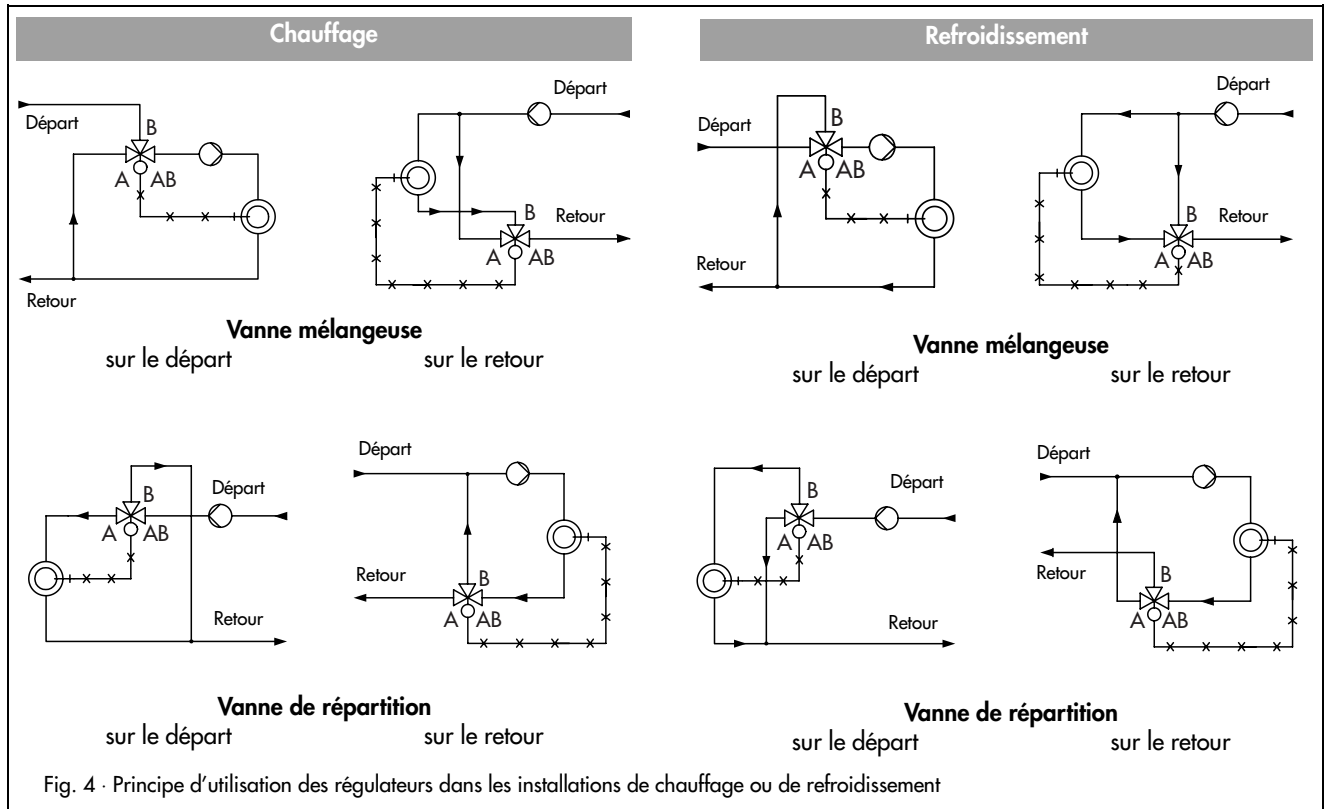 Chauffage
Refroidissement
Départ
B
A AB
Retour
Départ
B
A AB
Retour
Vanne mélangeuse
sur le départ sur le retour
Départ
B
A AB
Retour
Départ
B
A AB
Retour
Vanne mélangeuse
sur le départ sur le retour
B
Départ
A AB
Retour
Départ
B
A AB
Retour
Vanne de répartition
sur le départ sur le retour
B
Départ
A AB
Retour
Départ
Retour
B
A AB
Vanne de répartition
sur le départ sur le retour
Fig. 4 · Principe d'utilisation des régulateurs dans les installations de chauffage ou de refroidissement